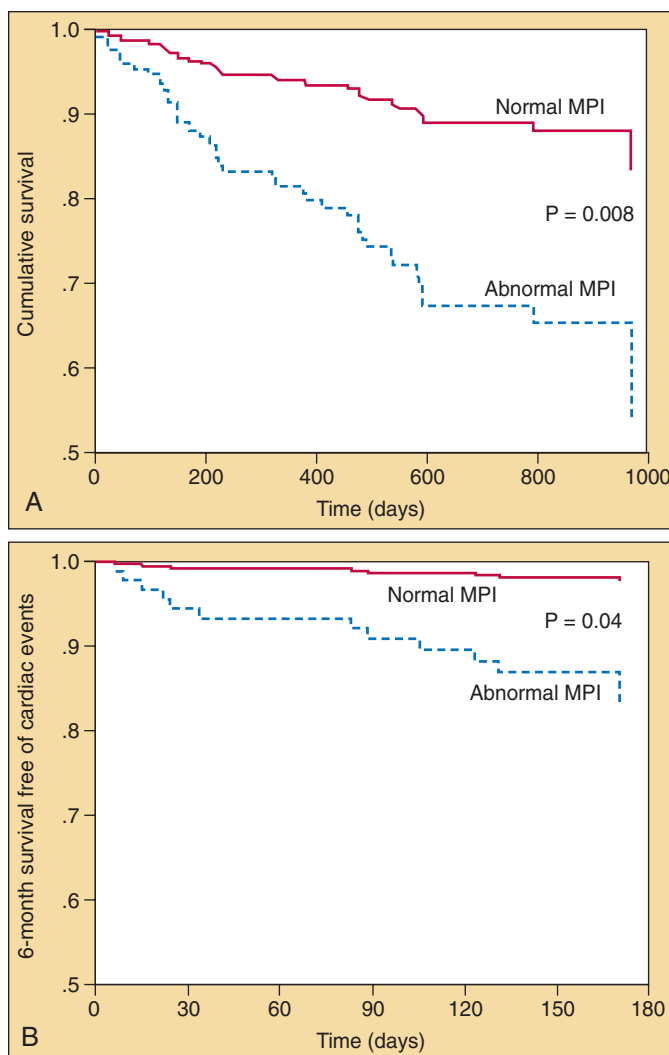 Cumulative survival
1.0
.9
.8
.7
.6
.5
Normal MPI
P = 0.008
Abnormal MPI
0 200 400 600 800 1000
Time (days)
A
6-month survival free of cardiac events
1.0
.9
.8
.7
.6
.5
Normal MPI
P = 0.04
Abnormal MPI
0 30 60 90 120 150 180
Time (days)
B